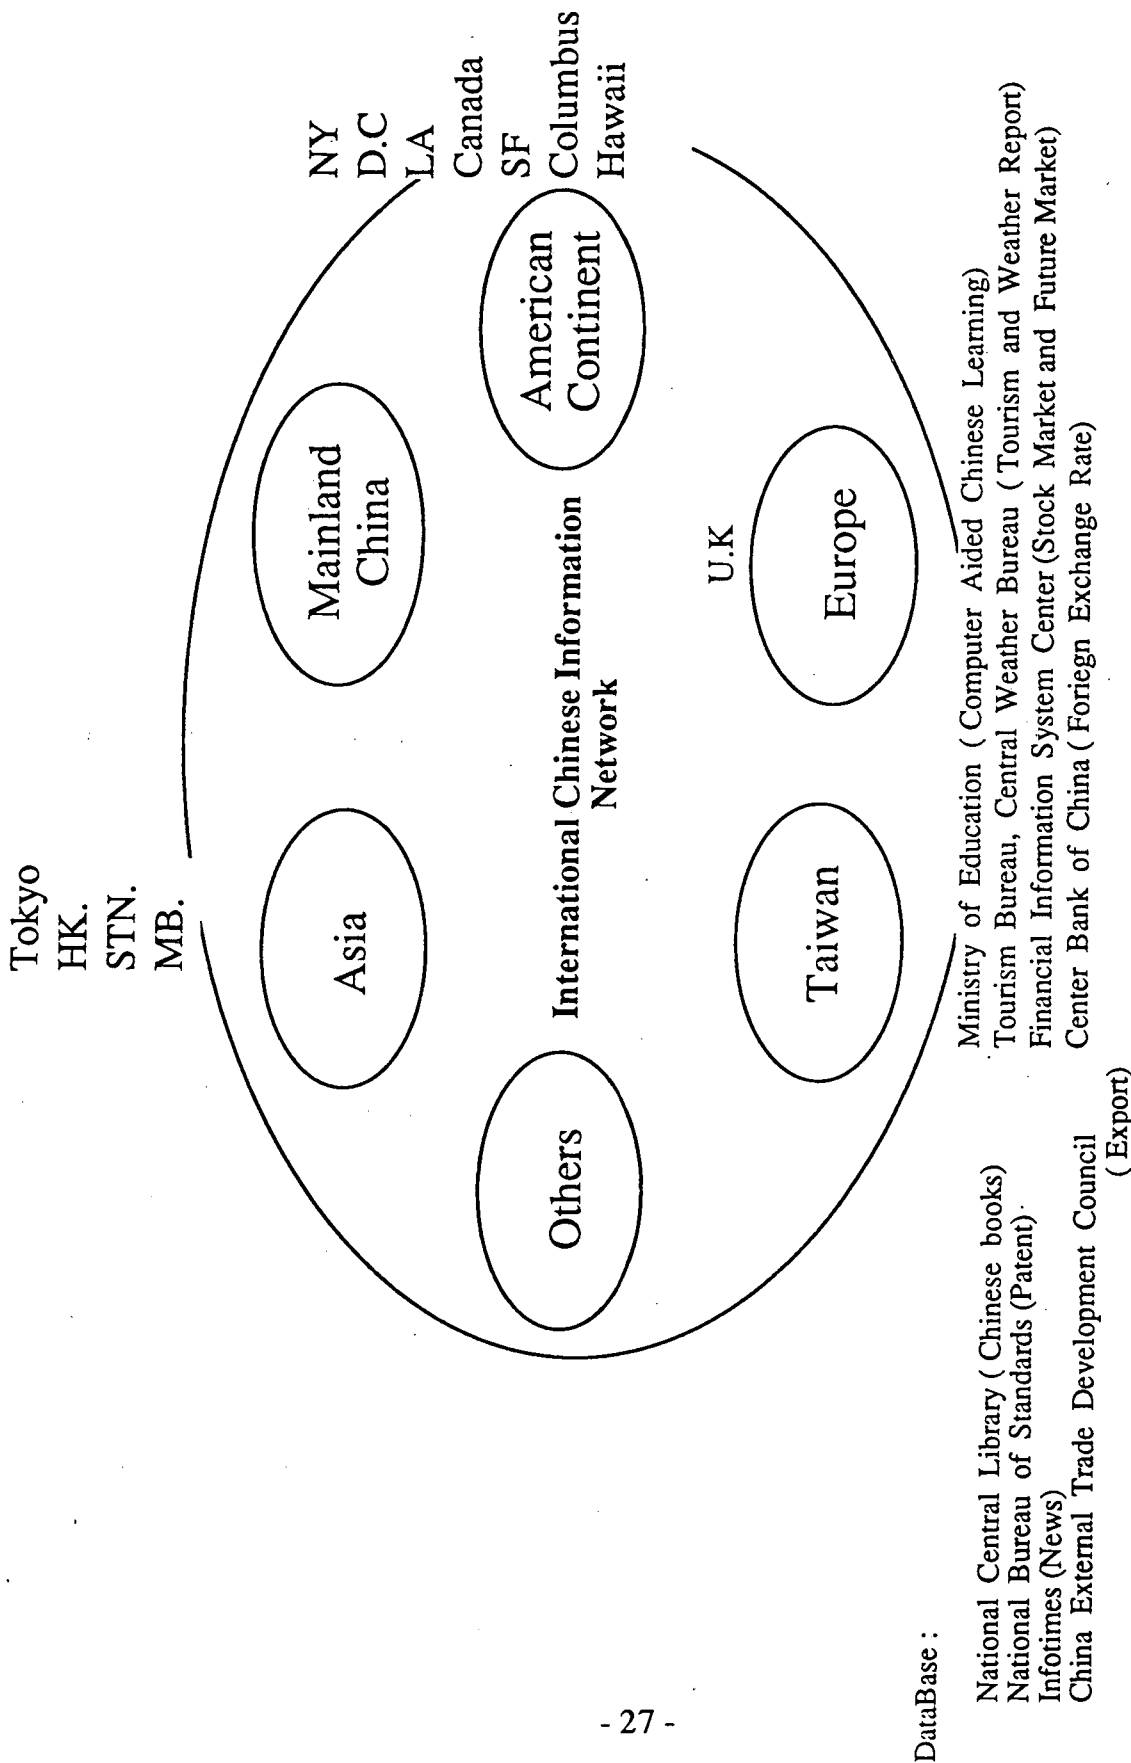 Tokyo
HK.
STN.
MB.
NY
D.C
LA
Canada
SF
Columbus
Hawaii
Asia
Mainland
China
Others
International Chinese Information
Network
American
Continent
U.K
Taiwan
Europe
DataBase :
National Central Library ( Chinese books)
National Bureau of Standards (Patent)
Infotimes (News)
China External Trade Development Council
( Export)
Ministry of Education ( Computer Aided Chinese Learning)
Tourism Bureau, Central Weather Bureau ( Tourism and Weather Report)
Financial Information System Center (Stock Market and Future Market)
Center Bank of China ( Foriegn Exchange Rate)
- 27 -